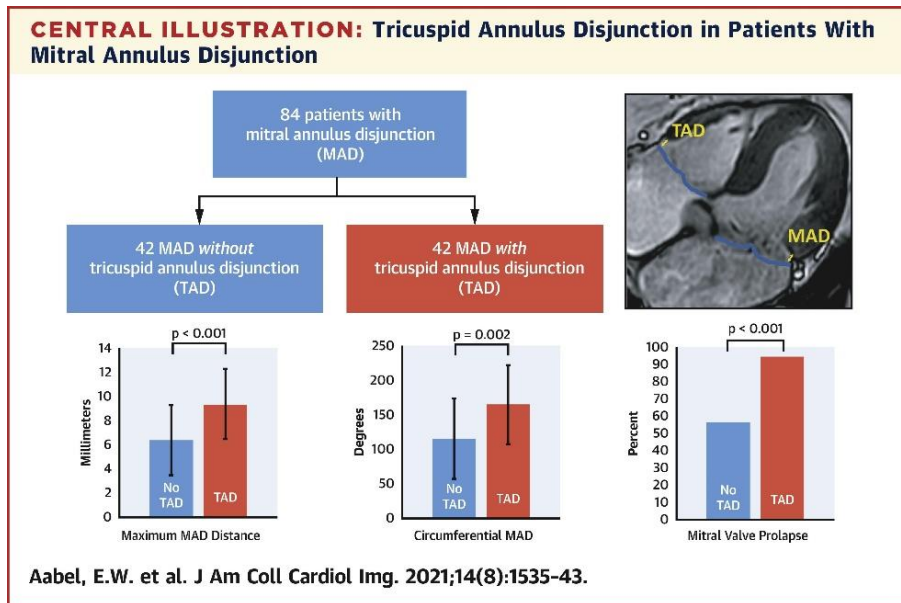 CENTRAL ILLUSTRATION: Tricuspid Annulus Disjunction in Patients With
Mitral Annulus Disjunction
84 patients with
mitral annulus disjunction
(MAD)
42 MAD without
tricuspid annulus disjunction
(TAD)
42 MAD with
tricuspid annulus disjunction
(TAD)
TAD
MAD
p < 0.001
14
12
10
8
6
4
2
0
Millimeters
No
TAD
TAD
Maximum MAD Distance
p = 0.002
250
200
150
100
50
0
Degrees
No
TAD
TAD
Circumferential MAD
p < 0.001
100
90
80
70
60
50
40
30
20
10
0
Percent
No
TAD
TAD
Mitral Valve Prolapse
Aabel, E.W. et al. J Am Coll Cardiol Img. 2021;14(8):1535-43.